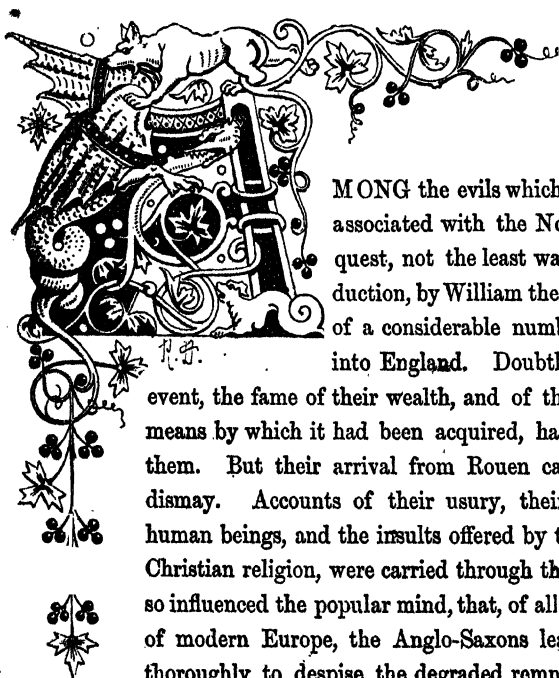 AMONG the evils which
associated with the No
quest, not the least wa
duction, by William the
of a considerable numb
into England. Doubtl
event, the fame of their wealth, and of th
means by which it had been acquired, ha
them. But their arrival from Rouen ca
dismay. Accounts of their usury, thei
human beings, and the insults offered by t
Christian religion, were carried through th
so influenced the popular mind, that, of all
of modern Europe, the Anglo-Saxons lea
thoroughly to despise the degraded remn